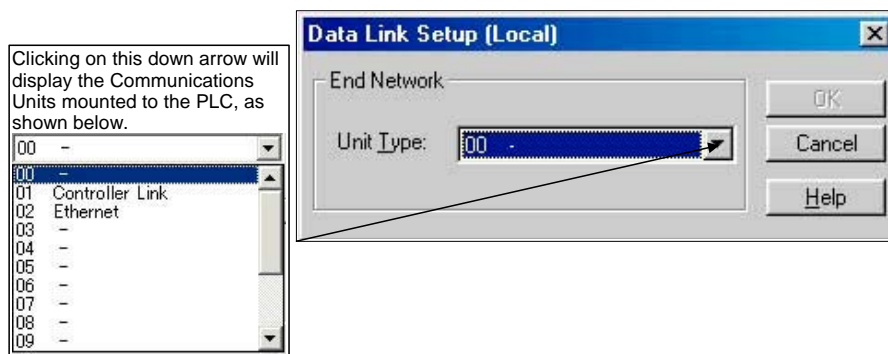 Clicking on this down arrow will
display the Communications
Units mounted to the PLC, as
shown below.
00 -
00 -
01 Controller Link
02 Ethernet
03 -
04 -
05 -
06 -
07 -
08 -
09 -
Data Link Setup (Local)
End Network
Unit Type:
00 -
OK
Cancel
Help